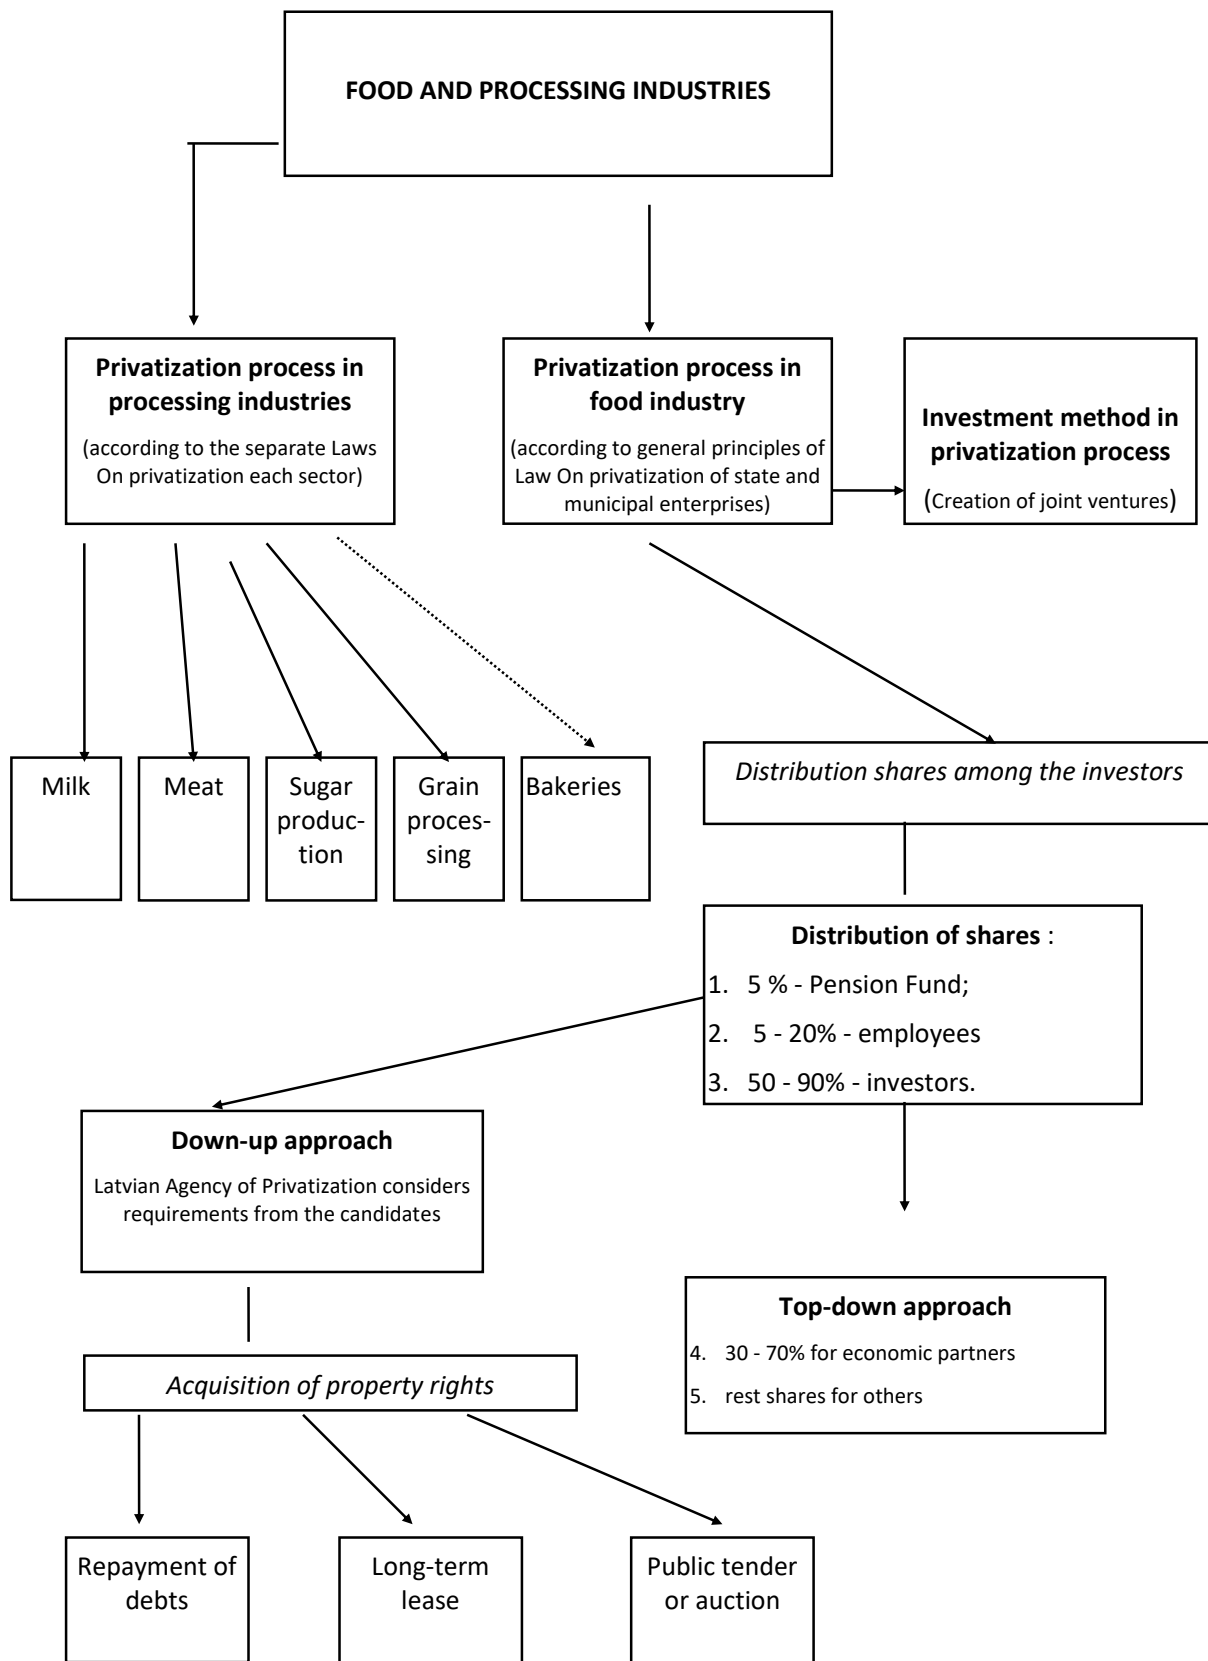 FOOD AND PROCESSING INDUSTRIES
Privatization process in
processing industries
(according to the separate Laws
On privatization each sector)
Privatization process in
food industry
(according to general principles of
Law On privatization of state and
municipal enterprises)
Investment method in
privatization process
(Creation of joint ventures)
Milk
Meat
Sugar
produc-
tion
Grain
proces-
sing
Bakeries
Distribution shares among the investors
Distribution of shares :
1. 5 % - Pension Fund;
2. 5 - 20% - employees
3. 50 - 90% - investors.
Down-up approach
Latvian Agency of Privatization considers
requirements from the candidates
Top-down approach
4. 30 - 70% for economic partners
5. rest shares for others
Acquisition of property rights
Repayment of
debts
Long-term
lease
Public tender
or auction